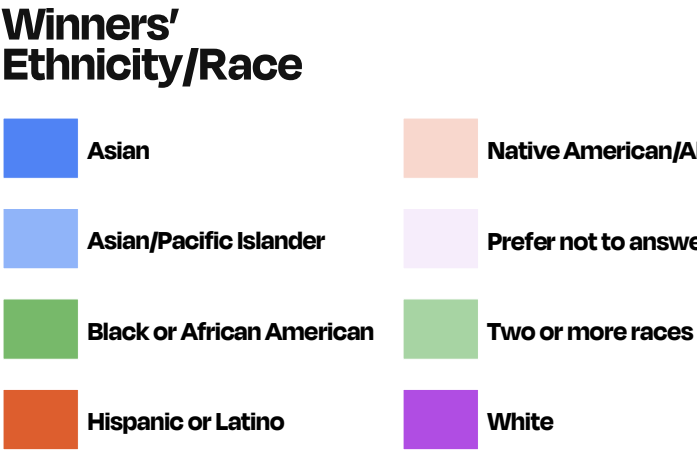 Winners’
Ethnicity/Race
Asian
Native American/Al
Asian/Pacific Islander
Prefer not to answe
Black or African American
Two or more races
Hispanic or Latino
White